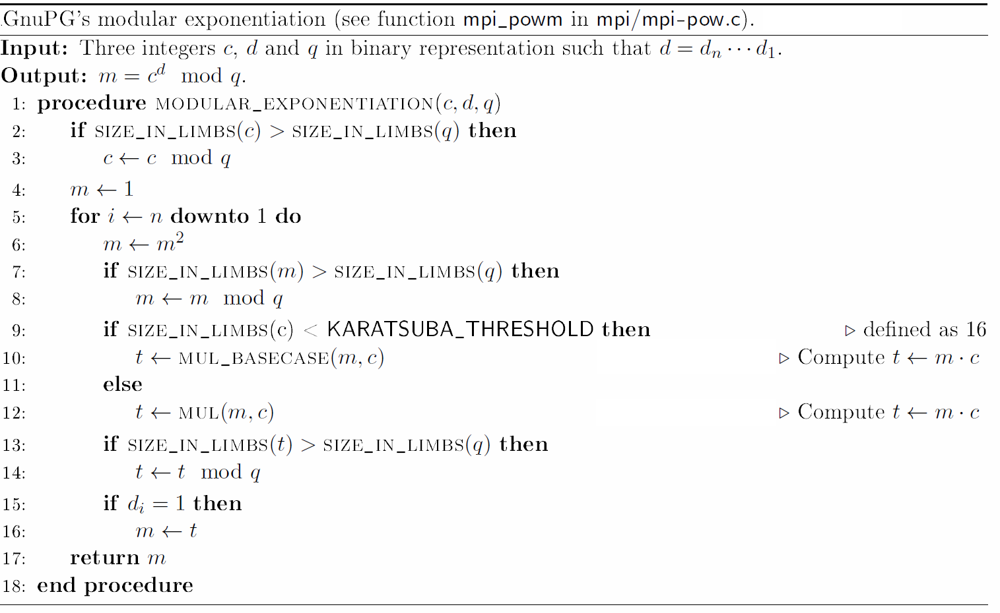 .GnuPG's modular exponentiation (see function mpi_powm in mpi/mpi-pow.c).
Input: Three integers c, d and q in binary representation such that d = dₙ ⋯ d₁.
Output: m = cᵈ mod q.
1: procedure MODULAR_EXPONENTIATION(c, d, q)
2: if SIZE_IN_LIMBS(c) > SIZE_IN_LIMBS(q) then
3: c ← c mod q
4: m ← 1
5: for i ← n downto 1 do
6: m ← m²
7: if SIZE_IN_LIMBS(m) > SIZE_IN_LIMBS(q) then
8: m ← m mod q
9: if SIZE_IN_LIMBS(c) < KARATSUBA_THRESHOLD then ▷ defined as 16
10: t ← MUL_BASECASE(m, c) ▷ Compute t ← m · c
11: else
12: t ← MUL(m, c) ▷ Compute t ← m · c
13: if SIZE_IN_LIMBS(t) > SIZE_IN_LIMBS(q) then
14: t ← t mod q
15: if dᵢ = 1 then
16: m ← t
17: return m
18: end procedure